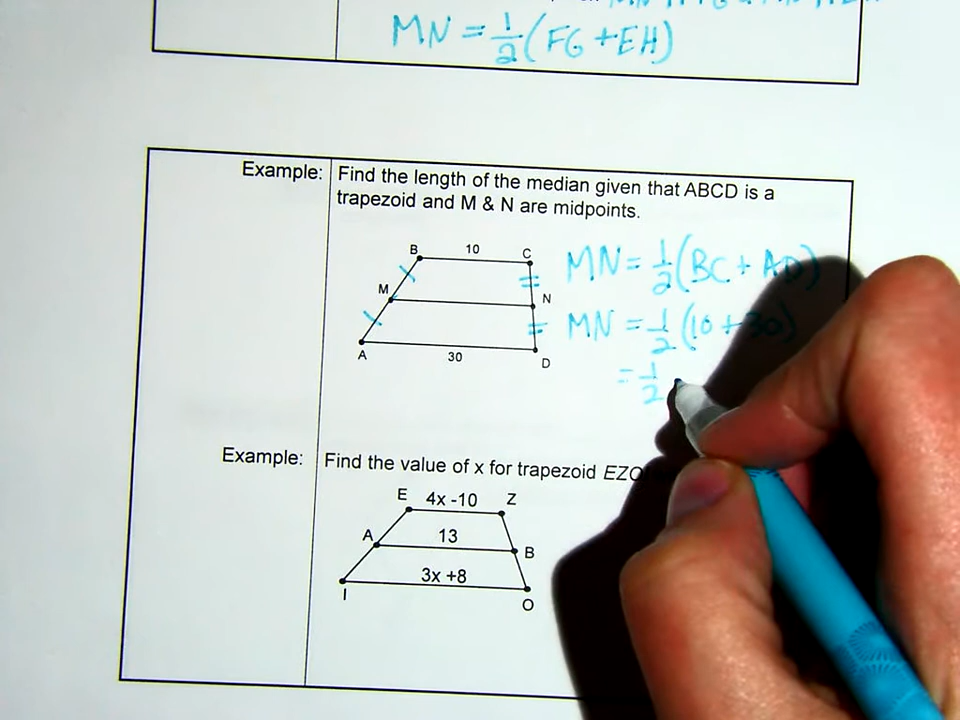 MN = 1/2 (FG + EH)
Example: Find the length of the median given that ABCD is a
trapezoid and M & N are midpoints.
B 10 C
M N
A 30 D
MN = 1/2 (BC + AD)
MN = 1/2 (10 + 30)
= 1/2
Example: Find the value of x for trapezoid
E 4x -10 Z
A 13 B
3x +8
I O